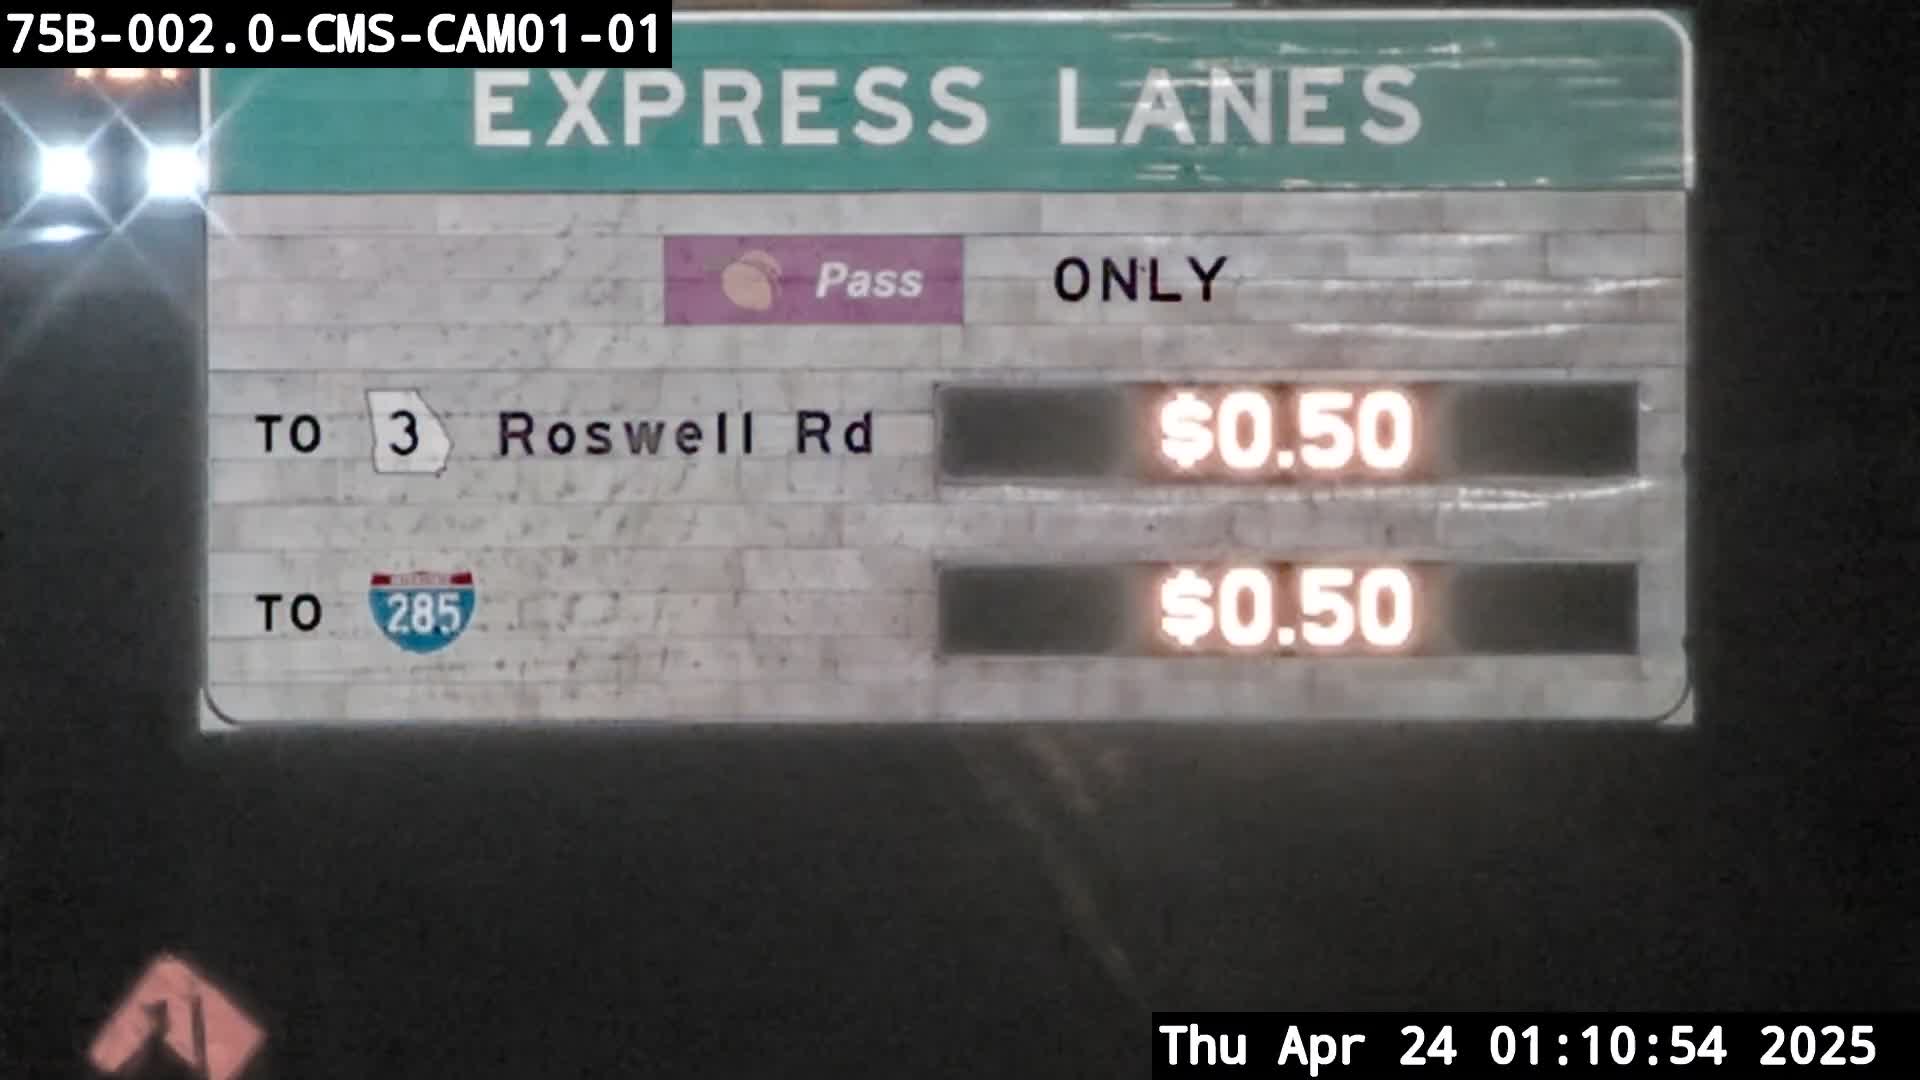 75B-002.0-CMS-CAM01-01
EXPRESS LANES
Pass ONLY
TO 3 Roswell Rd $0.50
TO 285 $0.50
Thu Apr 24 01:10:54 2025